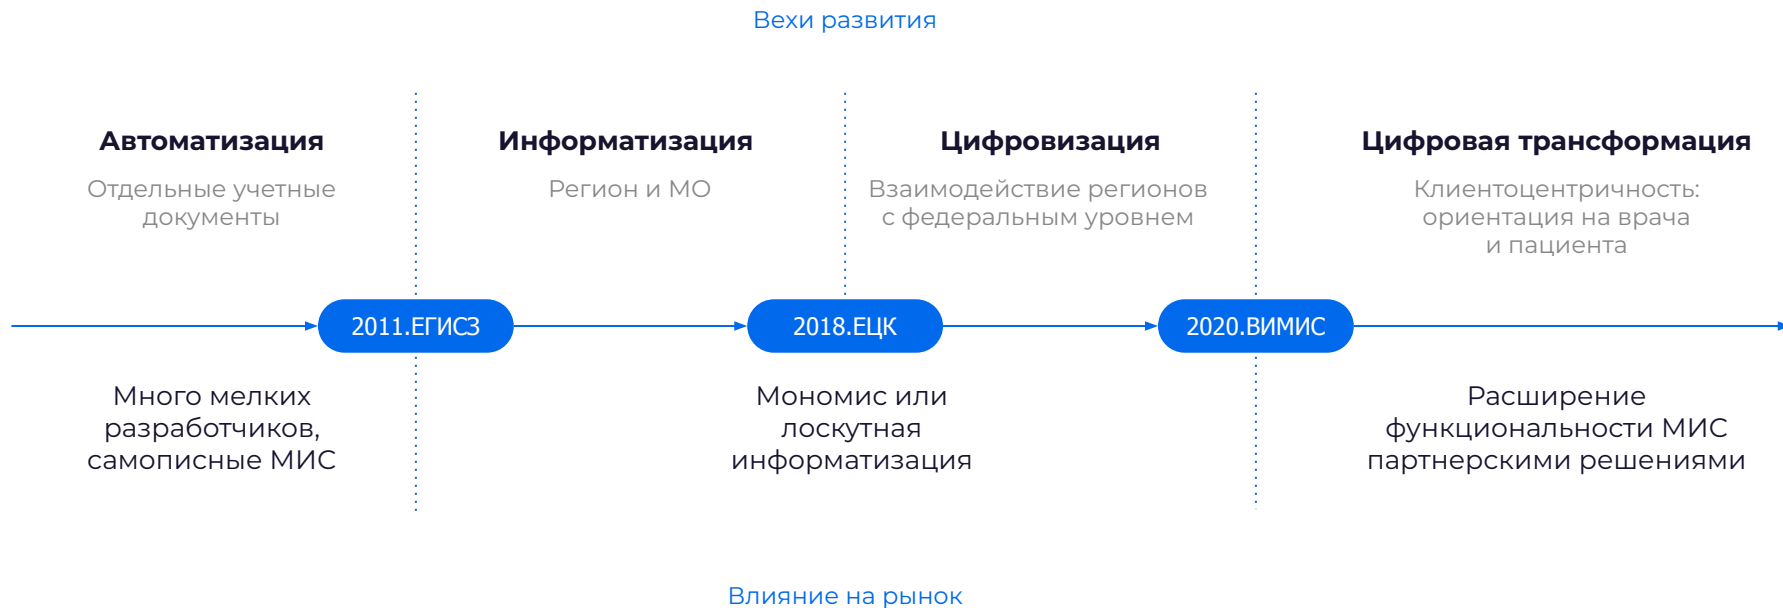 Вехи развития
Автоматизация
Отдельные учетные
документы
Информатизация
Регион и МО
Цифровизация
Взаимодействие регионов
с федеральным уровнем
Цифровая трансформация
Клиентоцентричность:
ориентация на врача
и пациента
2011.ЕГИСЗ
2018.ЕЦК
2020.ВИМИС
Много мелких
разработчиков,
самописные МИС
Мономис или
лоскутная
информатизация
Расширение
функциональности МИС
партнерскими решениями
Влияние на рынок